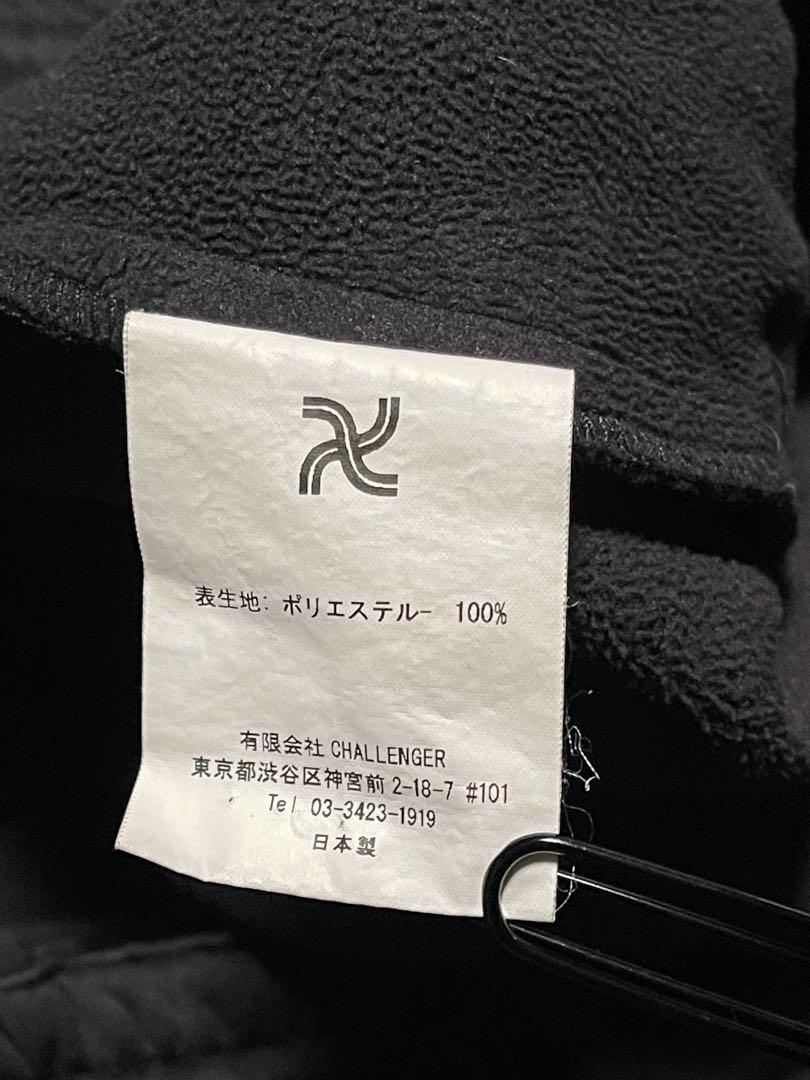 表生地: ポリエステル- 100%
有限会社 CHALLENGER
東京都渋谷区神宮前 2-18-7 #101
Tel 03-3423-1919
日本製